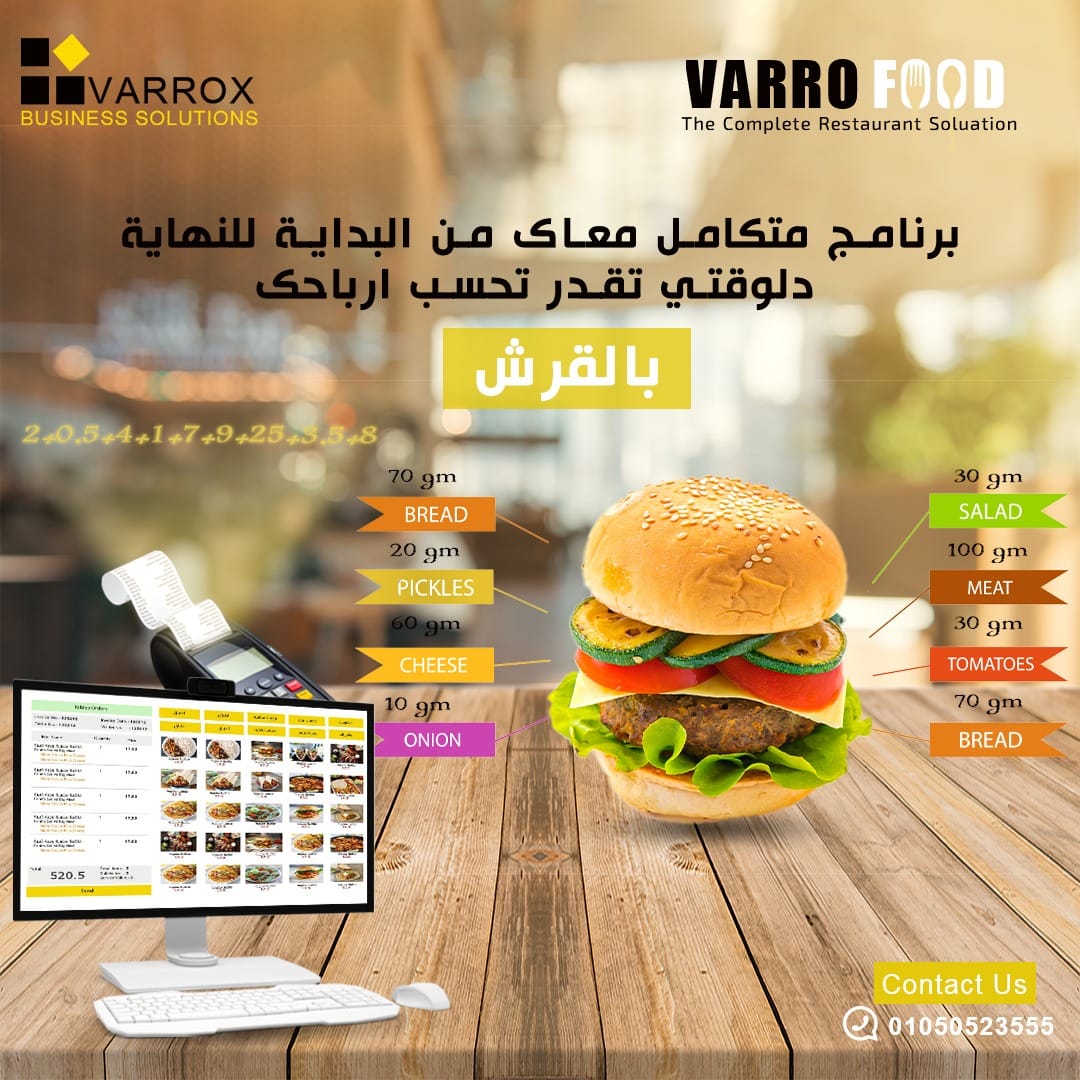 VARROX
BUSINESS SOLUTIONS
VARRO FOOD
The Complete Restaurant Soluation
برنامج متكامل معاك من البداية للنهاية
دلوقتي تقدر تحسب ارباحك
بالقرش
2+0.5+4+1+7+9+25+3.5+8
70 gm
BREAD
20 gm
PICKLES
60 gm
CHEESE
10 gm
ONION
30 gm
SALAD
100 gm
MEAT
30 gm
TOMATOES
70 gm
BREAD
Tables Orders
520.5
Send
Contact Us
01050523555